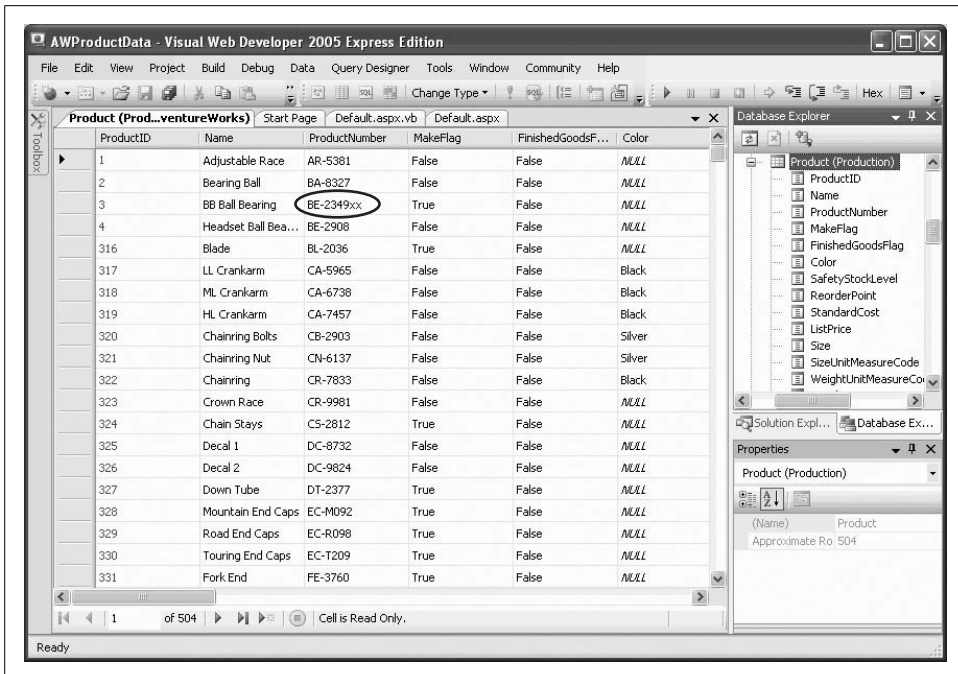 AWProductData - Visual Web Developer 2005 Express Edition
File Edit View Project Build Debug Data Query Designer Tools Window Community Help
Change Type Hex
Toolbox
Product (Prod...ventureWorks) Start Page Default.aspx.vb Default.aspx
ProductID Name ProductNumber MakeFlag FinishedGoodsF... Color
1 Adjustable Race AR-5381 False False NULL
2 Bearing Ball BA-8327 False False NULL
3 BB Ball Bearing BE-2349xx True False NULL
4 Headset Ball Bea... BE-2908 False False NULL
316 Blade BL-2036 True False NULL
317 LL Crankarm CA-5965 False False Black
318 ML Crankarm CA-6738 False False Black
319 HL Crankarm CA-7457 False False Black
320 Chainring Bolts CB-2903 False False Silver
321 Chainring Nut CN-6137 False False Silver
322 Chainring CR-7833 False False Black
323 Crown Race CR-9981 False False NULL
324 Chain Stays CS-2812 True False NULL
325 Decal 1 DC-8732 False False NULL
326 Decal 2 DC-9824 False False NULL
327 Down Tube DT-2377 True False NULL
328 Mountain End Caps EC-M092 True False NULL
329 Road End Caps EC-R098 True False NULL
330 Touring End Caps EC-T209 True False NULL
331 Fork End FE-3760 True False NULL
1 of 504 Cell is Read Only.
Database Explorer
Product (Production)
ProductID
Name
ProductNumber
MakeFlag
FinishedGoodsFlag
Color
SafetyStockLevel
ReorderPoint
StandardCost
ListPrice
Size
SizeUnitMeasureCode
WeightUnitMeasureCo
Solution Expl... Database Ex...
Properties
Product (Production)
(Name) Product
Approximate Ro 504
Ready